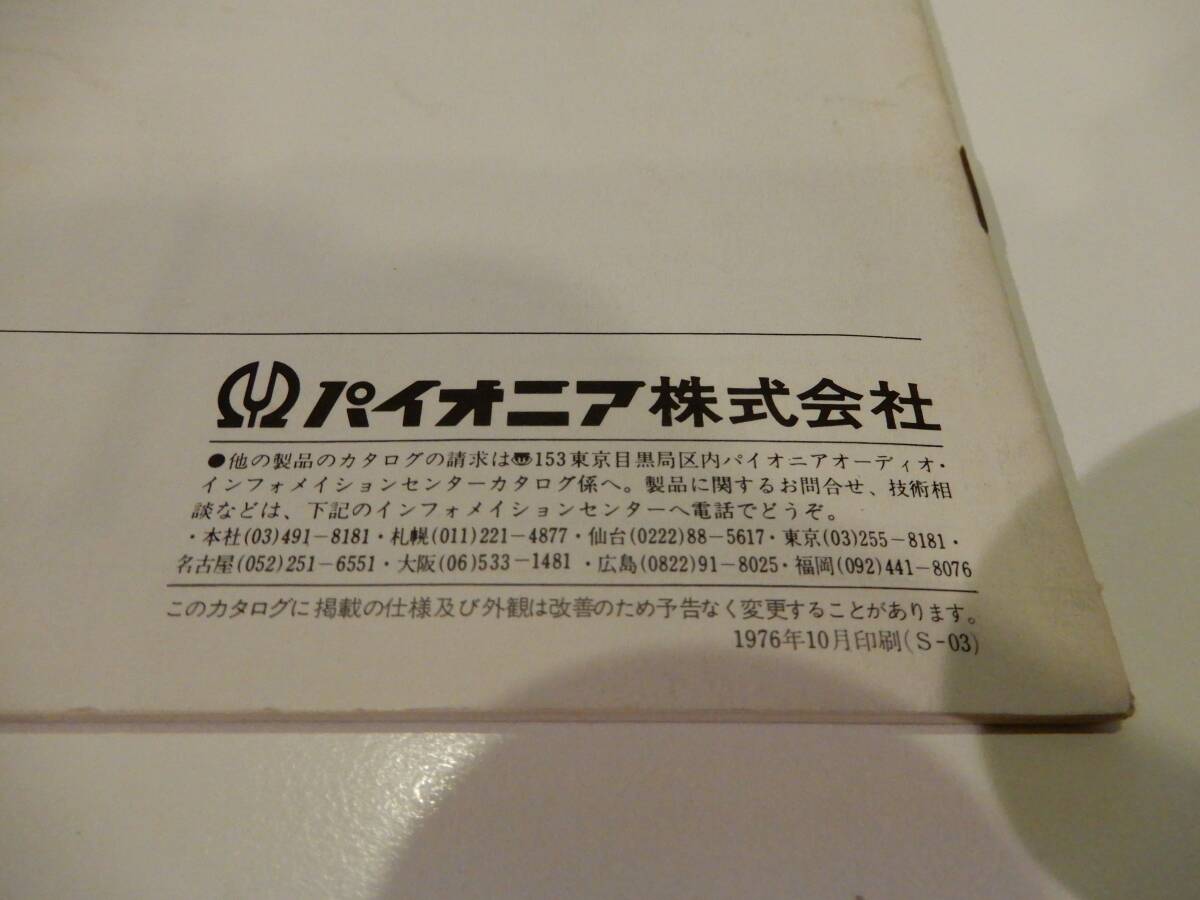 パイオニア株式会社
●他の製品のカタログの請求は〠153東京目黒局区内パイオニアオーディオ・
インフォメイションセンターカタログ係へ。製品に関するお問合せ、技術相
談などは、下記のインフォメイションセンターへ電話でどうぞ。
・本社(03)491-8181・札幌(011)221-4877・仙台(0222)88-5617・東京(03)255-8181・
名古屋(052)251-6551・大阪(06)533-1481・広島(0822)91-8025・福岡(092)441-8076
このカタログに掲載の仕様及び外観は改善のため予告なく変更することがあります。
1976年10月印刷(S-03)